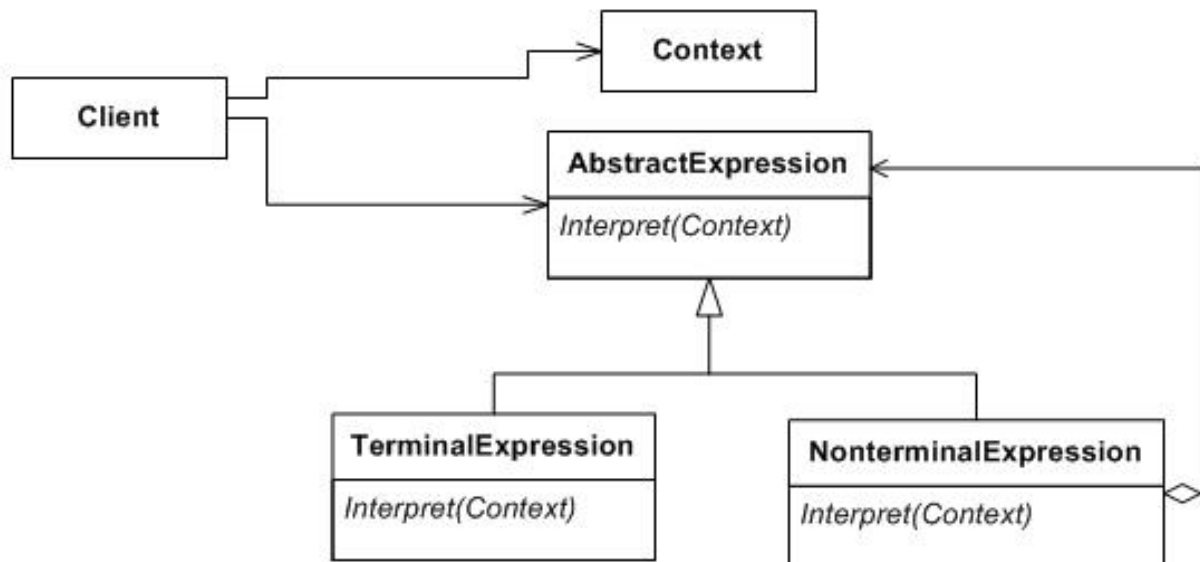 Context
Client
AbstractExpression
Interpret(Context)
TerminalExpression
Interpret(Context)
NonterminalExpression
Interpret(Context)